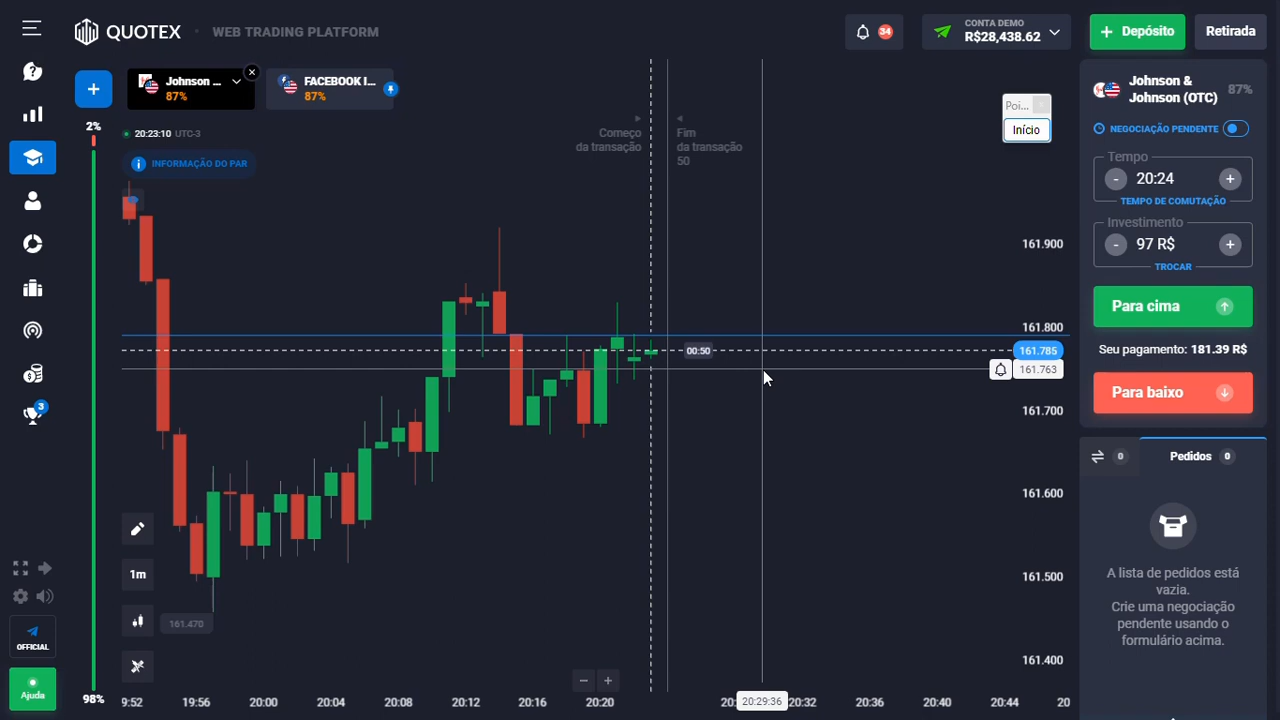 QUOTEX
WEB TRADING PLATFORM
34
CONTA DEMO
R$28,438.62
+ Depósito
Retirada
+
Johnson ...
87%
FACEBOOK I...
87%
2%
20:23:10 UTC-3
INFORMAÇÃO DO PAR
Começo
da transação
Fim
da transação
50
Poi...
Início
Johnson &
Johnson (OTC)
87%
NEGOCIAÇÃO PENDENTE
Tempo
- 20:24 +
TEMPO DE COMUTAÇÃO
Investimento
- 97 R$ +
TROCAR
Para cima
Seu pagamento: 181.39 R$
Para baixo
0
Pedidos 0
A lista de pedidos está
vazia.
Crie uma negociação
pendente usando o
formulário acima.
161.900
161.800
00:50
161.785
161.763
161.700
161.600
161.500
161.400
161.470
1m
3
OFFICIAL
Ajuda
98%
- +
9:52 19:56 20:00 20:04 20:08 20:12 20:16 20:20 20: 20:29:36 20:32 20:36 20:40 20:44 20